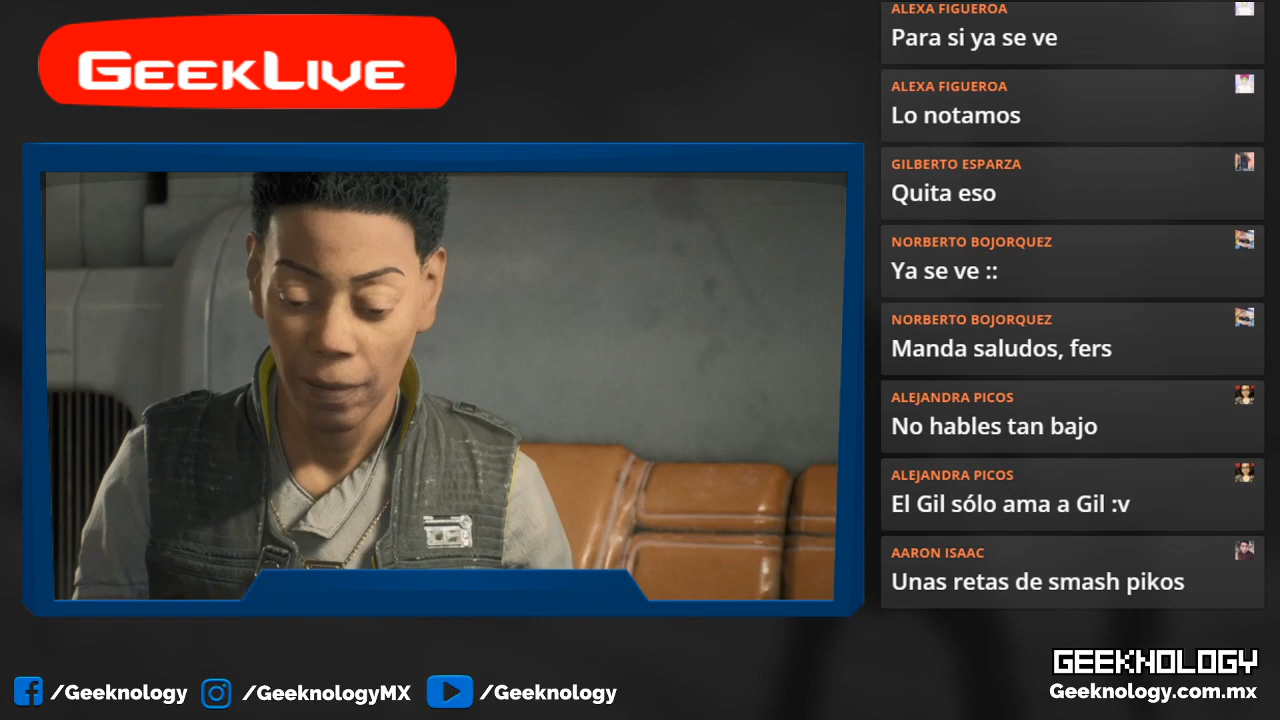 GEEKLIVE
ALEXA FIGUEROA
Para si ya se ve
ALEXA FIGUEROA
Lo notamos
GILBERTO ESPARZA
Quita eso
NORBERTO BOJORQUEZ
Ya se ve ::
NORBERTO BOJORQUEZ
Manda saludos, fers
ALEJANDRA PICOS
No hables tan bajo
ALEJANDRA PICOS
El Gil sólo ama a Gil :v
AARON ISAAC
Unas retas de smash pikos
/Geeknology
/GeeknologyMX
/Geeknology
GEEKNOLOGY
Geeknology.com.mx